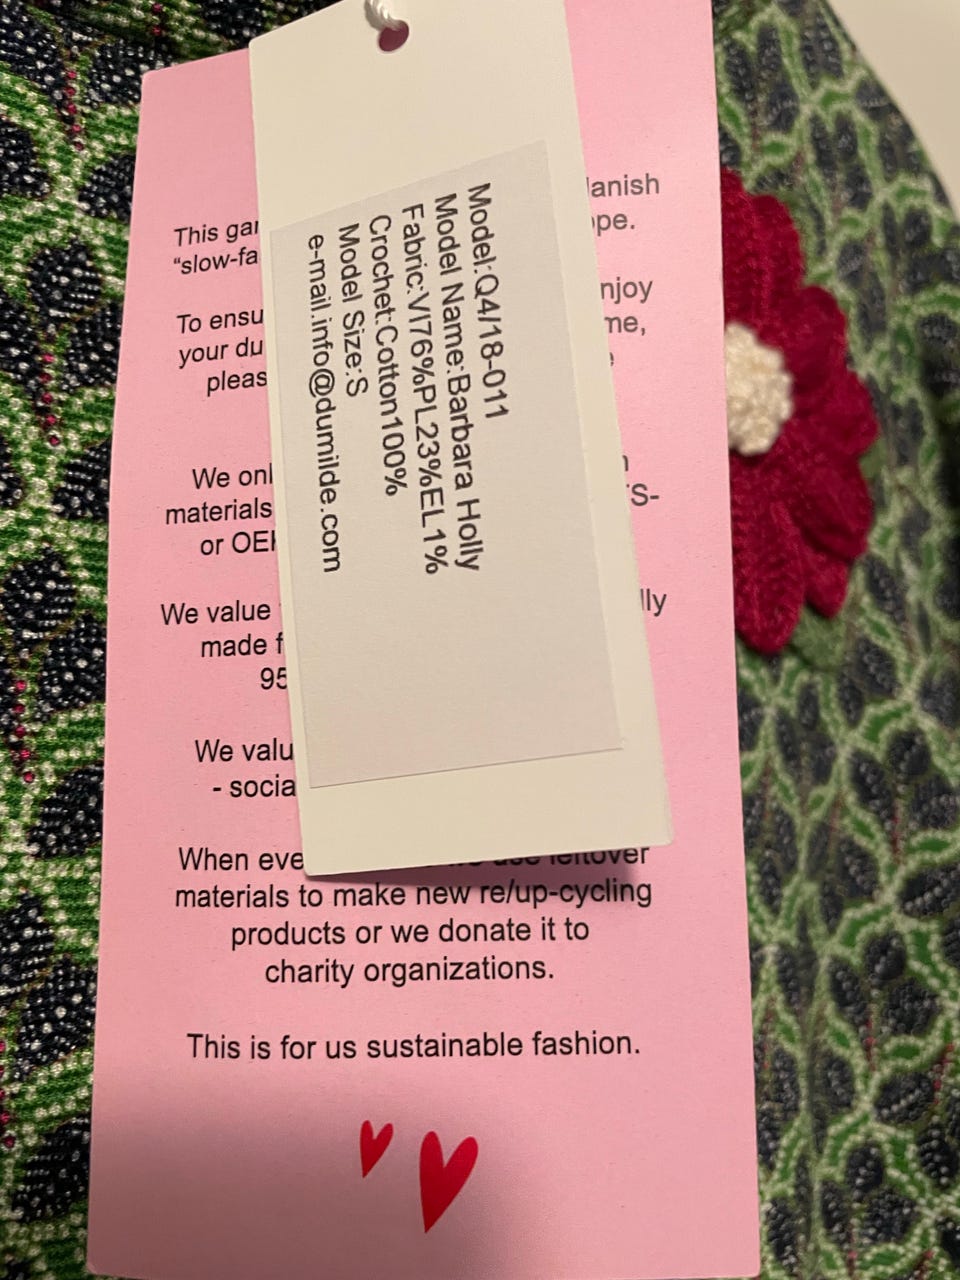 Model:Q4/18-011
Model Name:Barbara Holly
Fabric:VI76%PL23%EL1%
Crochet:Cotton100%
Model Size:S
e-mail.info@dumilde.com
This
“slow-fa
To ensu
your du
pleas
We onl
materials
or
We value
made
95
We valu
- socia
njoy
When eve use leftover
materials to make new re/up-cycling
products or we donate it to
charity organizations.
This is for us sustainable fashion.